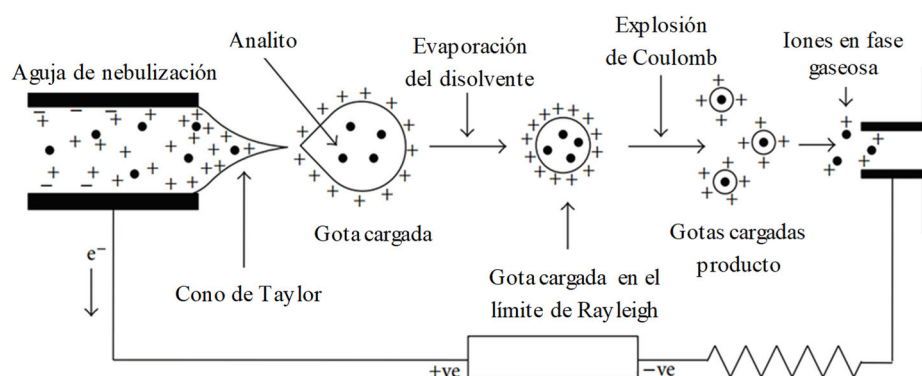 Aguja de nebulización
Analito
Evaporación
del disolvente
Explosión
de Coulomb
Iones en fase
gaseosa
Gota cargada
Cono de Taylor
Gota cargada en el
límite de Rayleigh
Gotas cargadas
producto
e⁻
+ve
−ve